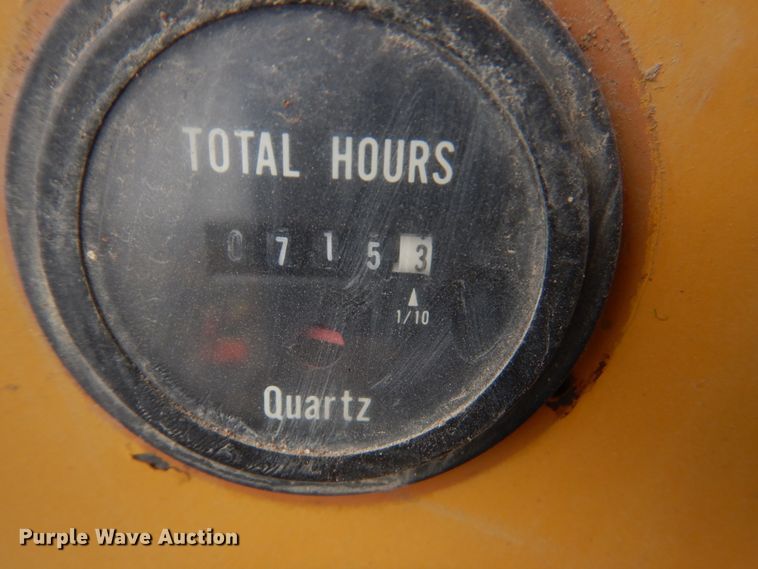 TOTAL HOURS
0 7 1 5 3
1/10
Quartz
Purple Wave Auction